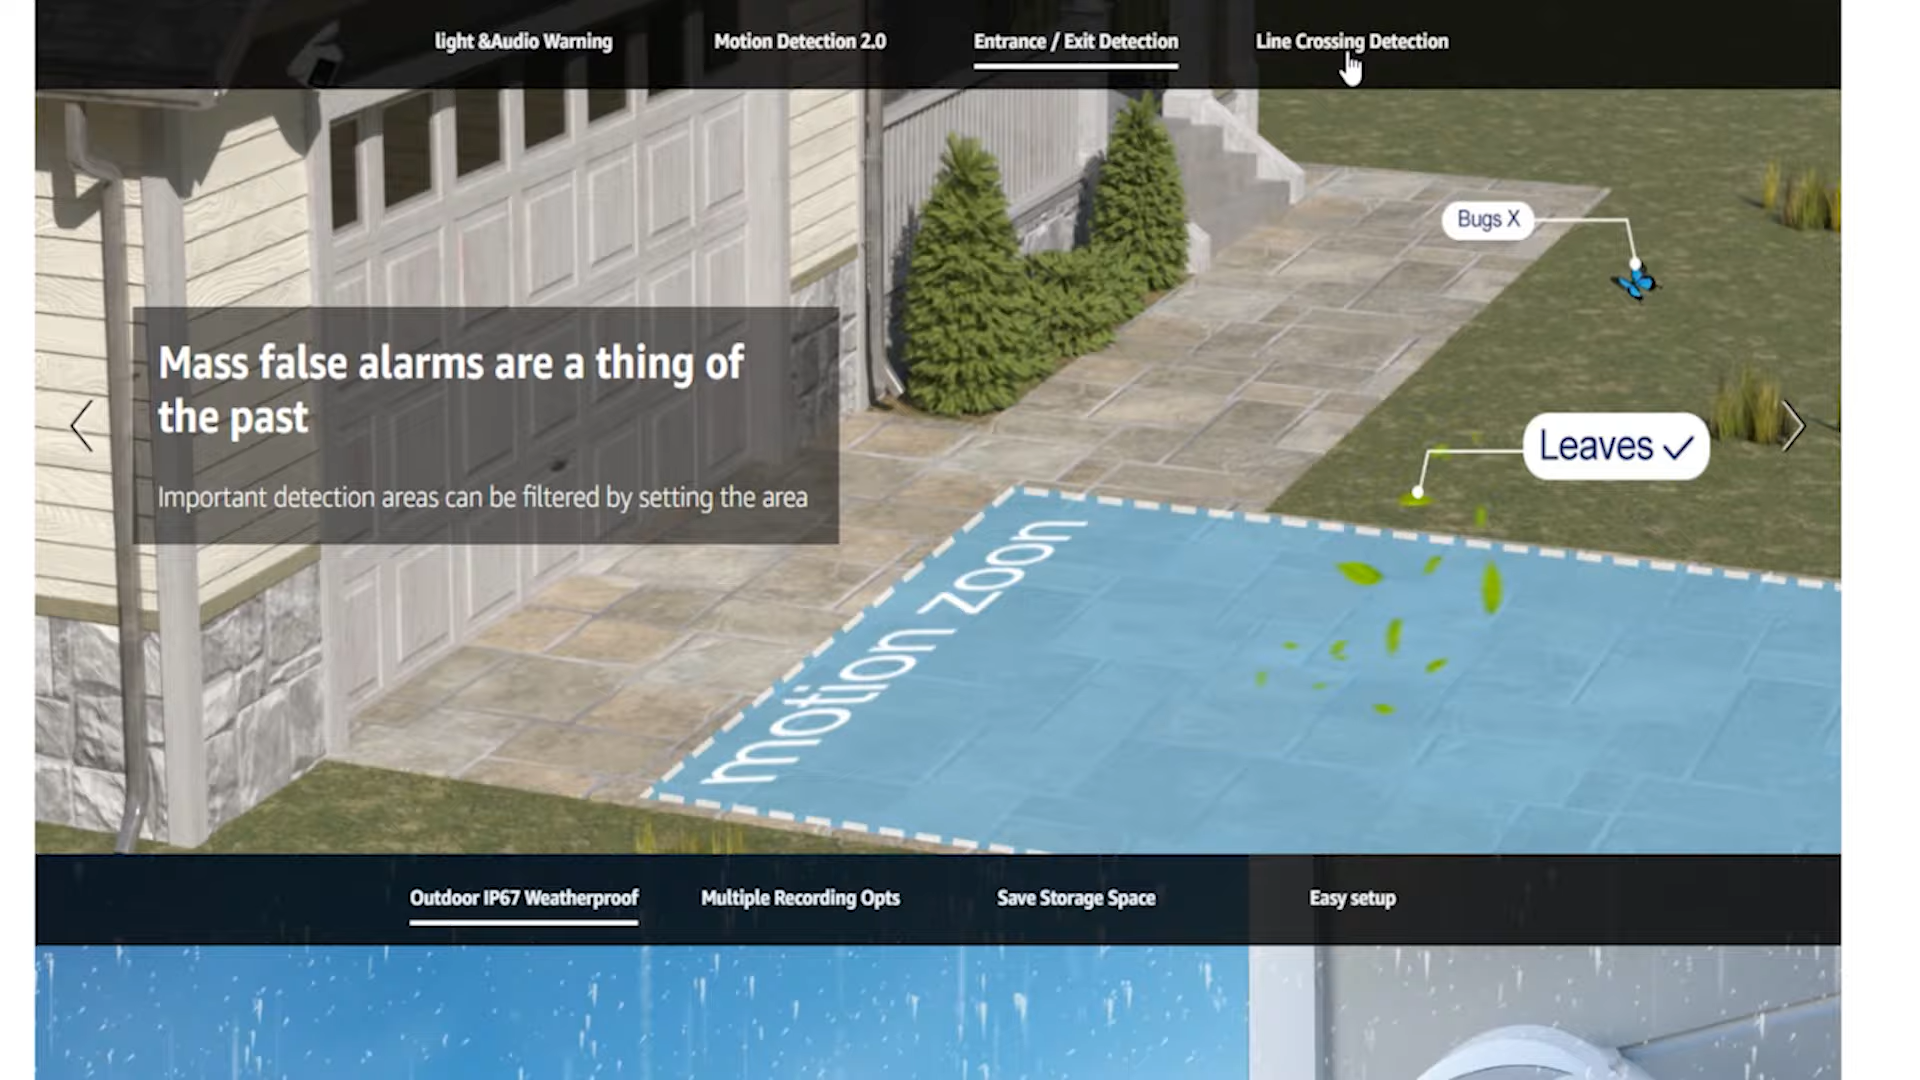 light &Audio Warning
Motion Detection 2.0
Entrance / Exit Detection
Line Crossing Detection
Bugs X
Mass false alarms are a thing of
the past
Leaves ✓
Important detection areas can be filtered by setting the area
motion zoon
Outdoor IP67 Weatherproof
Multiple Recording Opts
Save Storage Space
Easy setup